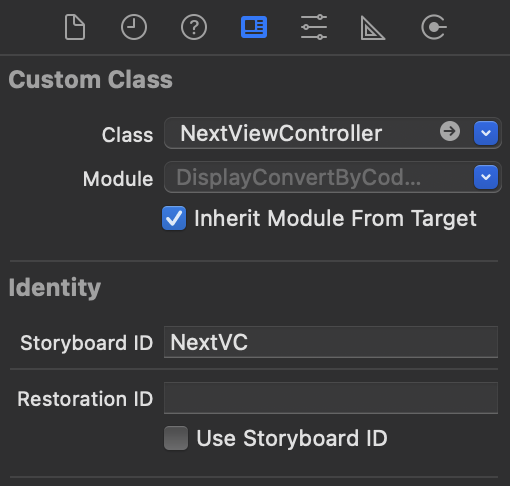 Custom Class
Class NextViewController
Module DisplayConvertByCod...
Inherit Module From Target
Identity
Storyboard ID NextVC
Restoration ID
Use Storyboard ID